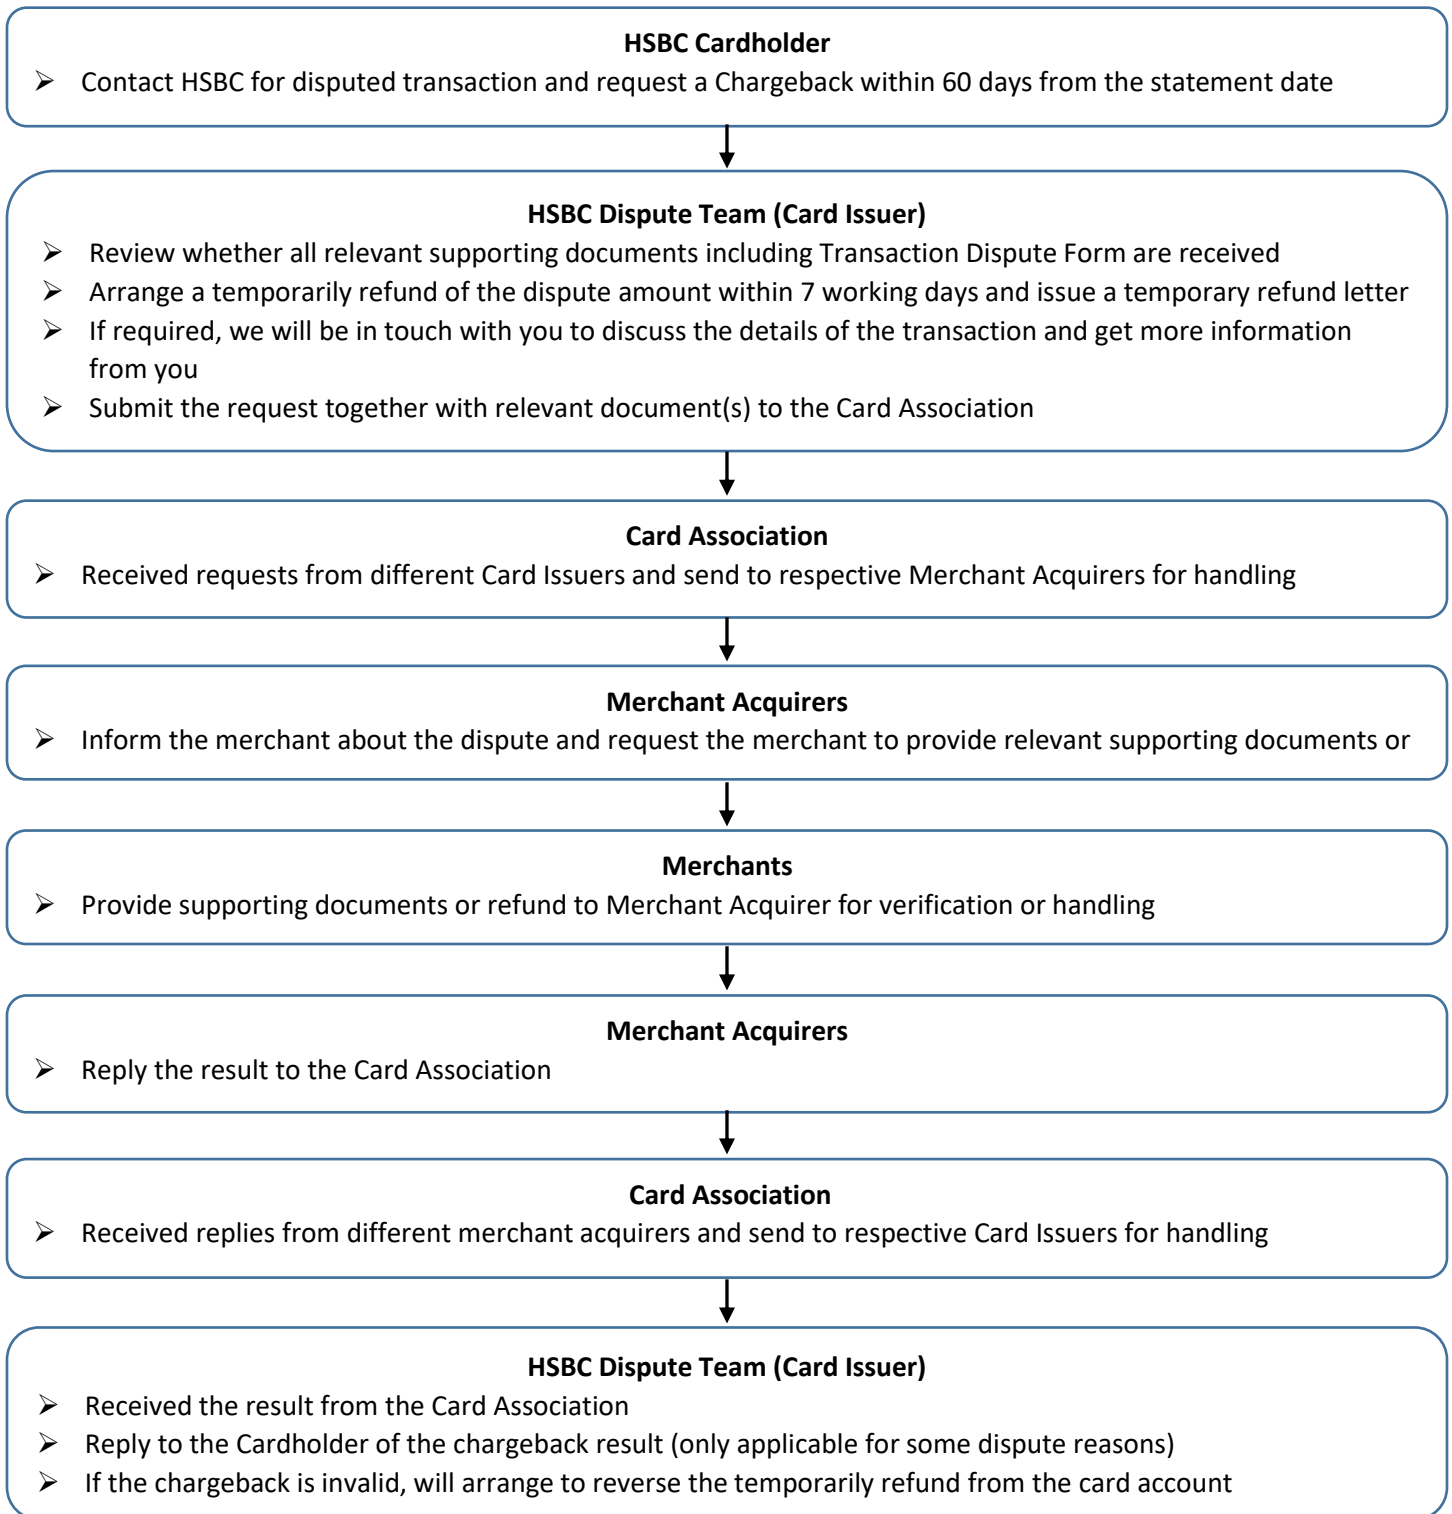 HSBC Cardholder
➢ Contact HSBC for disputed transaction and request a Chargeback within 60 days from the statement date
HSBC Dispute Team (Card Issuer)
➢ Review whether all relevant supporting documents including Transaction Dispute Form are received
➢ Arrange a temporarily refund of the dispute amount within 7 working days and issue a temporary refund letter
➢ If required, we will be in touch with you to discuss the details of the transaction and get more information
from you
➢ Submit the request together with relevant document(s) to the Card Association
Card Association
➢ Received requests from different Card Issuers and send to respective Merchant Acquirers for handling
Merchant Acquirers
➢ Inform the merchant about the dispute and request the merchant to provide relevant supporting documents or
Merchants
➢ Provide supporting documents or refund to Merchant Acquirer for verification or handling
Merchant Acquirers
➢ Reply the result to the Card Association
Card Association
➢ Received replies from different merchant acquirers and send to respective Card Issuers for handling
HSBC Dispute Team (Card Issuer)
➢ Received the result from the Card Association
➢ Reply to the Cardholder of the chargeback result (only applicable for some dispute reasons)
➢ If the chargeback is invalid, will arrange to reverse the temporarily refund from the card account